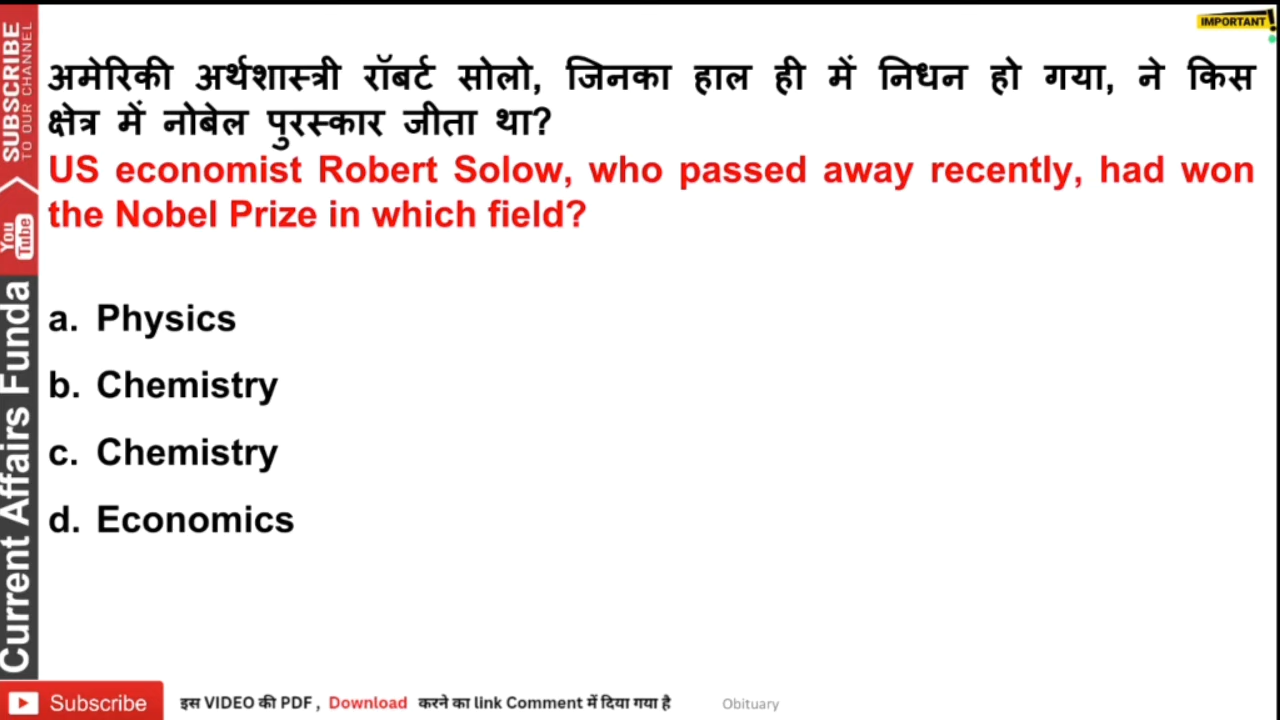 IMPORTANT!
SUBSCRIBE
TO OUR CHANNEL
You Tube
Current Affairs Funda
अमेरिकी अर्थशास्त्री रॉबर्ट सोलो, जिनका हाल ही में निधन हो गया, ने किस
क्षेत्र में नोबेल पुरस्कार जीता था?
US economist Robert Solow, who passed away recently, had won
the Nobel Prize in which field?
a. Physics
b. Chemistry
c. Chemistry
d. Economics
Subscribe
इस VIDEO की PDF , Download करने का link Comment में दिया गया है
Obituary